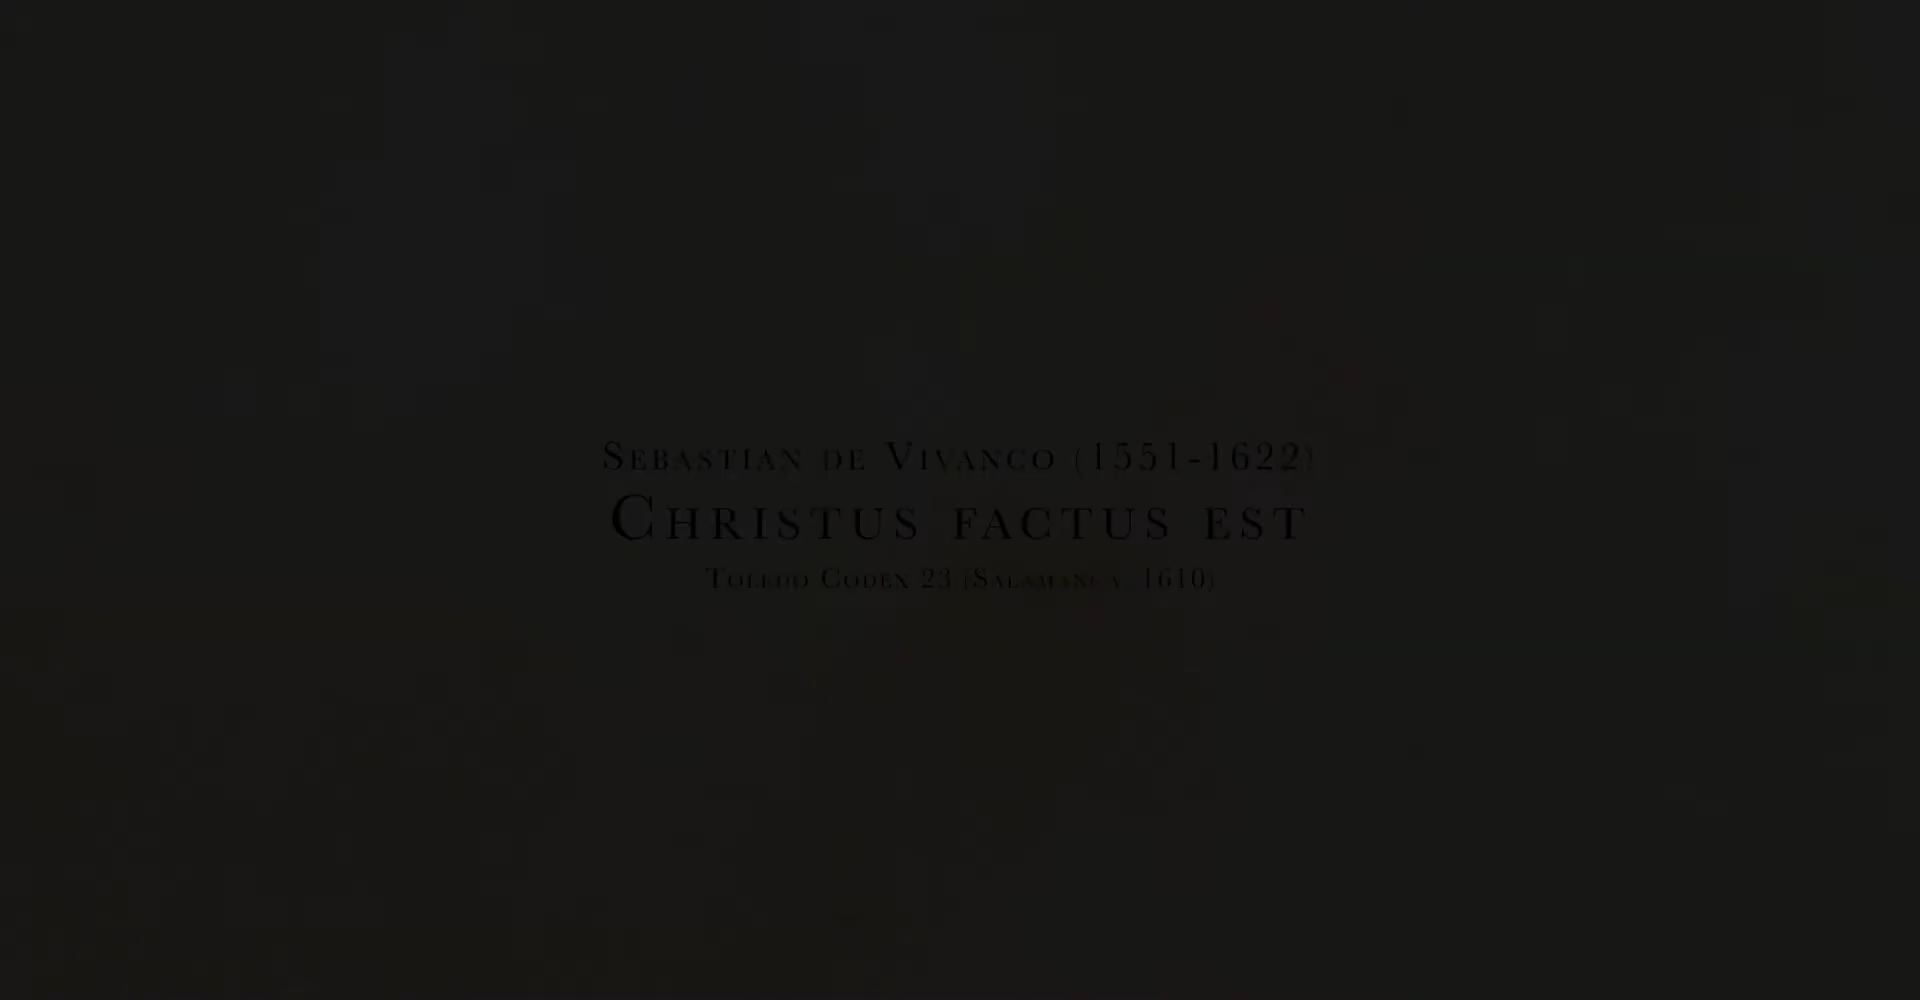 Sebastian de Vivanco (1551-1622)
Christus factus est
Toledo Codex 23 (Salamanca, 1610)